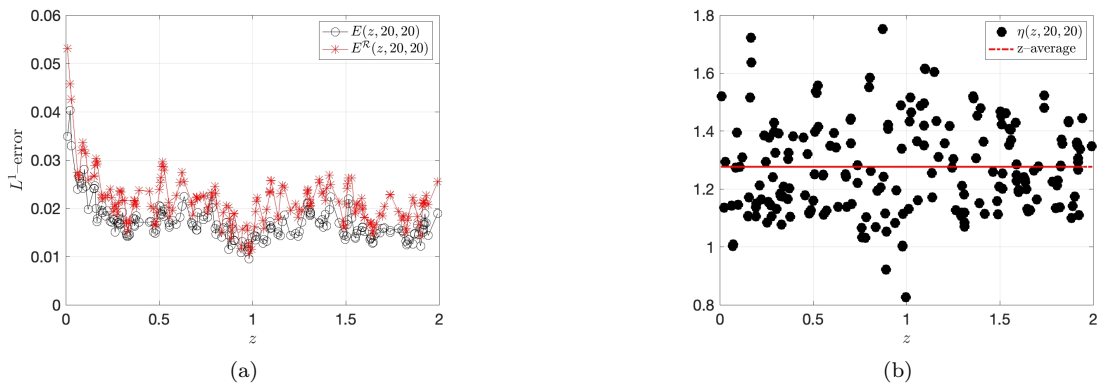 0.06
0.05
0.04
0.03
0.02
0.01
0
L¹–error
0 0.5 1 1.5 2
z
E(z, 20, 20)
E^R(z, 20, 20)
(a)
1.8
1.6
1.4
1.2
1
0.8
0 0.5 1 1.5 2
z
η(z, 20, 20)
z–average
(b)